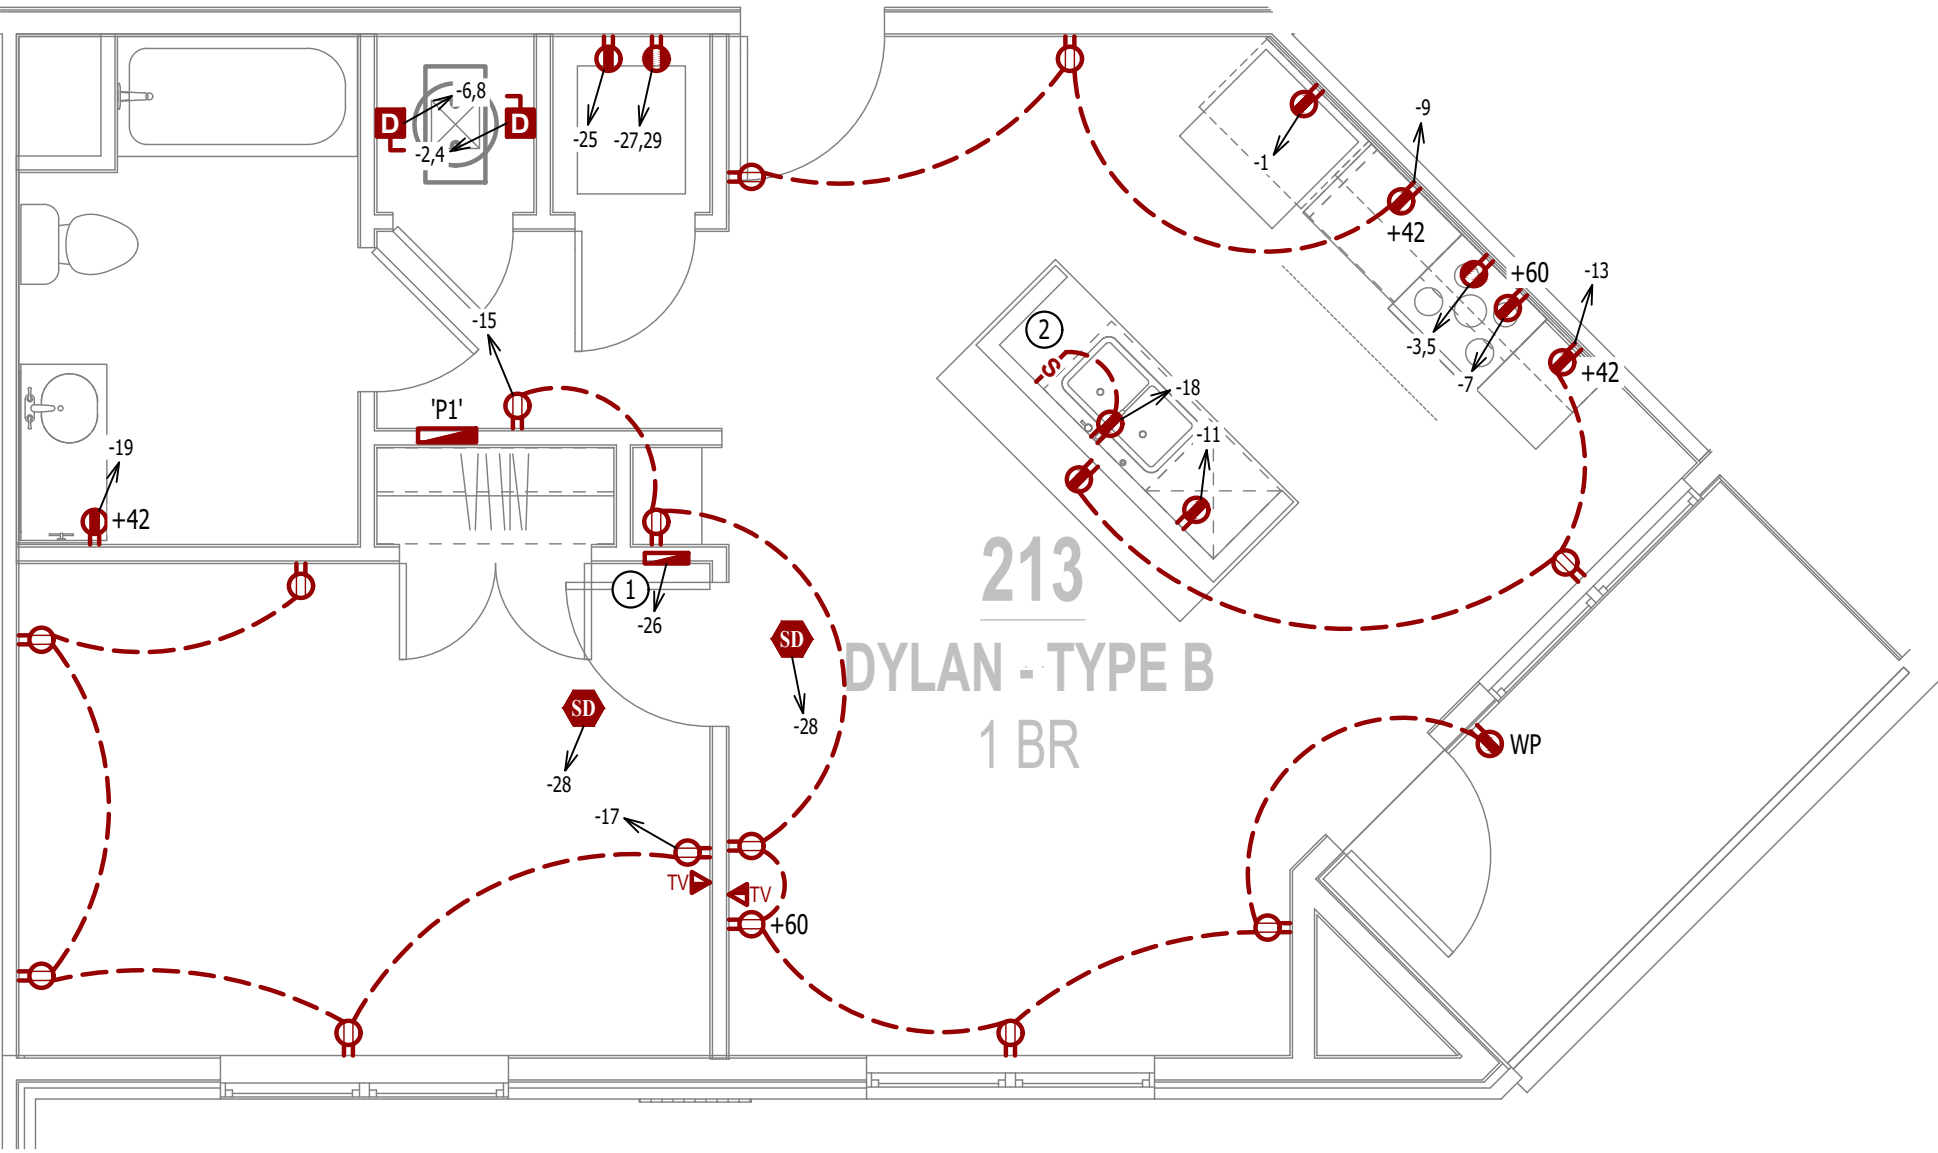 D
-6,8
D
-2,4
-25
-27,29
-1
-9
+42
+60
-13
-3,5
-7
+42
-15
2
S
-18
'P1'
-11
-19
+42
213
1
-26
SD
DYLAN - TYPE B
SD
-28
1 BR
WP
-28
-17
TV
TV
+60